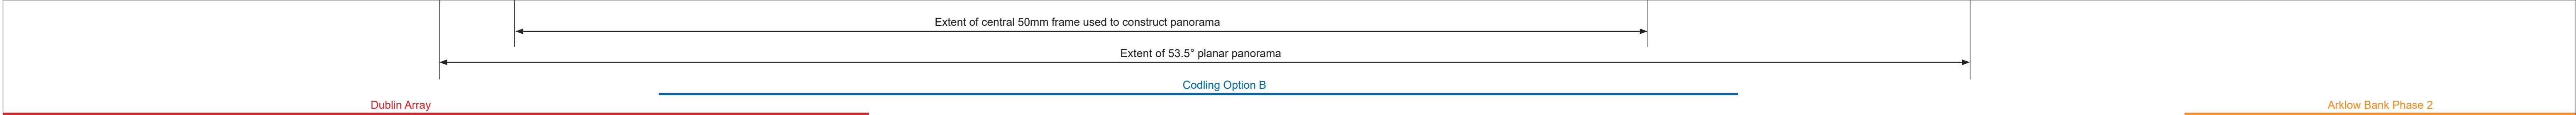 Extent of central 50mm frame used to construct panorama
Extent of 53.5° planar panorama
Codling Option B
Dublin Array
Arklow Bank Phase 2